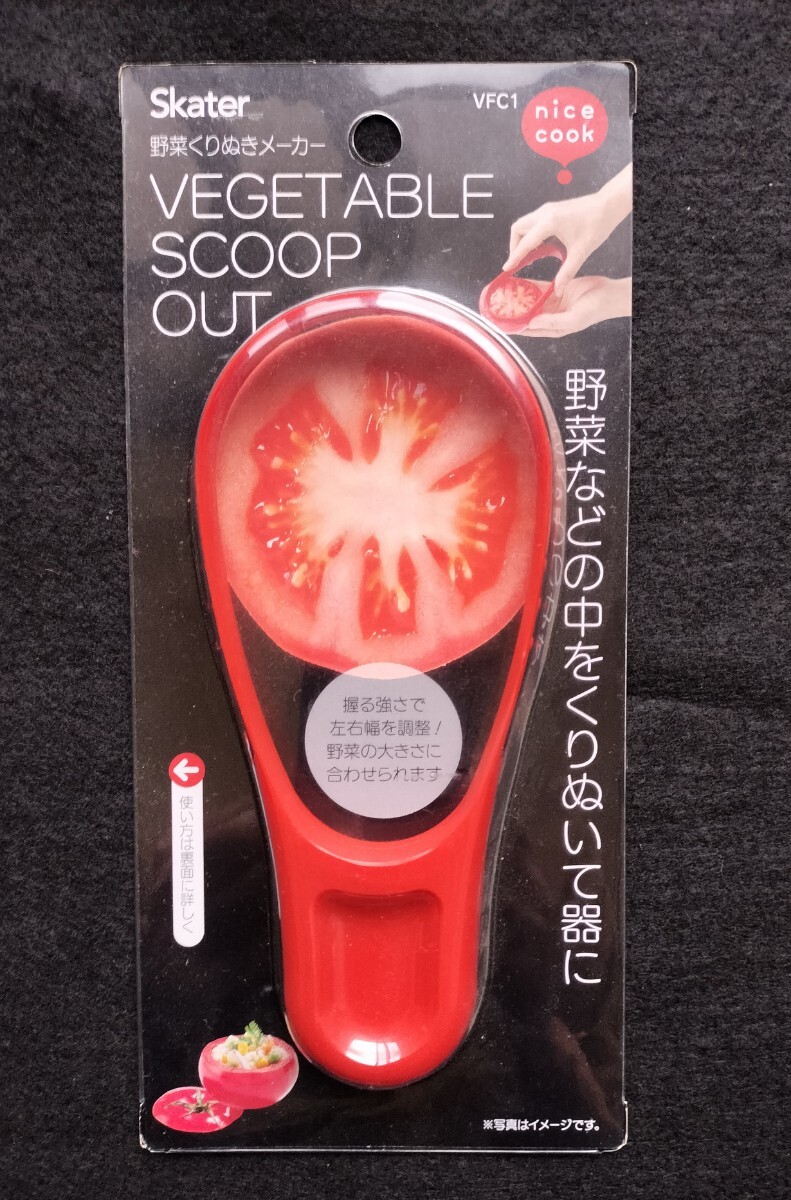 Skater
VFC1
nice
cook
野菜くりぬきメーカー
VEGETABLE
SCOOP
OUT
野菜などの中をくりぬいて器に
握る強さで
左右幅を調整!
野菜の大きさに
合わせられます
使い方は裏面に詳しく
※写真はイメージです。